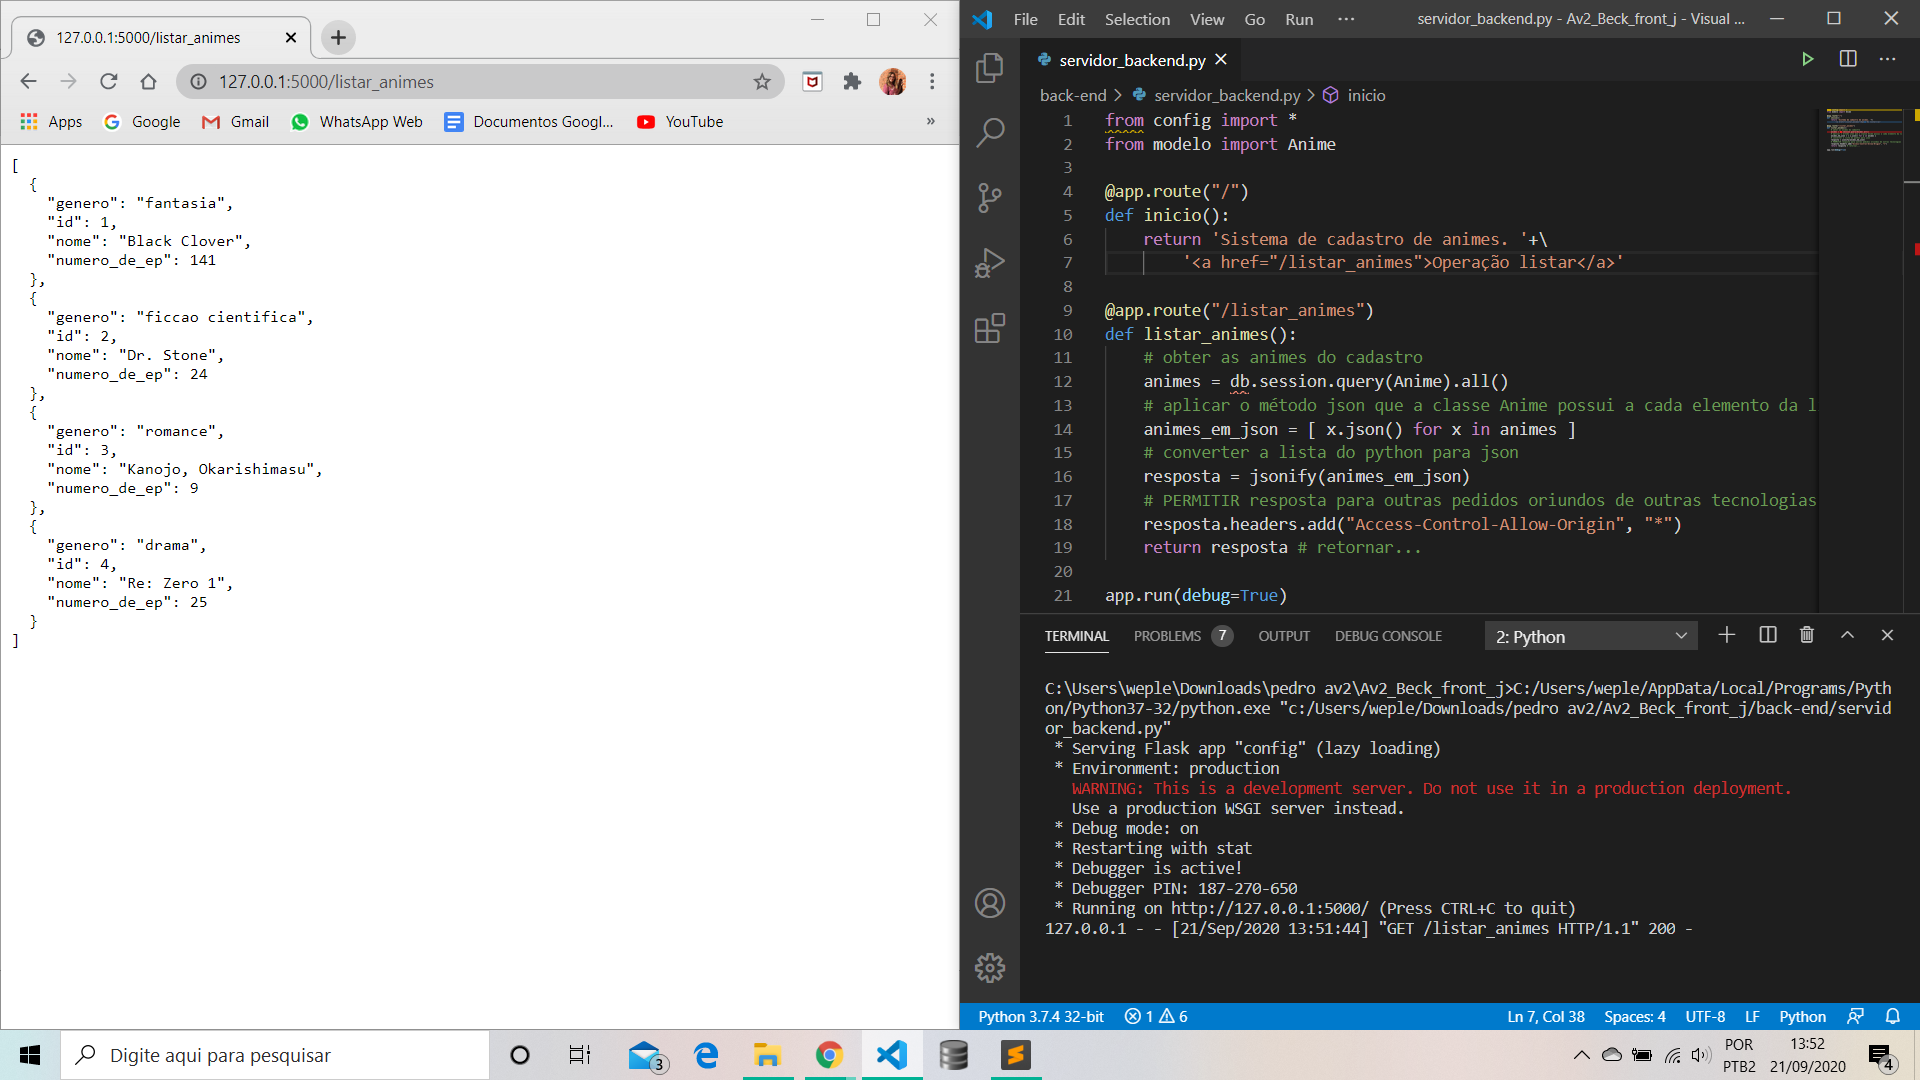 127.0.0.1:5000/listar_animes
127.0.0.1:5000/listar_animes
Apps
Google
Gmail
WhatsApp Web
Documentos Googl...
YouTube
»
[
  {
    "genero": "fantasia",
    "id": 1,
    "nome": "Black Clover",
    "numero_de_ep": 141
  },
  {
    "genero": "ficcao cientifica",
    "id": 2,
    "nome": "Dr. Stone",
    "numero_de_ep": 24
  },
  {
    "genero": "romance",
    "id": 3,
    "nome": "Kanojo, Okarishimasu",
    "numero_de_ep": 9
  },
  {
    "genero": "drama",
    "id": 4,
    "nome": "Re: Zero 1",
    "numero_de_ep": 25
  }
]
File Edit Selection View Go Run ··· servidor_backend.py - Av2_Beck_front_j - Visual ...
servidor_backend.py
back-end > servidor_backend.py > inicio
1 from config import *
2 from modelo import Anime
3
4 @app.route("/")
5 def inicio():
6     return 'Sistema de cadastro de animes. '+\
7         '<a href="/listar_animes">Operação listar</a>'
8
9 @app.route("/listar_animes")
10 def listar_animes():
11     # obter as animes do cadastro
12     animes = db.session.query(Anime).all()
13     # aplicar o método json que a classe Anime possui a cada elemento da l
14     animes_em_json = [ x.json() for x in animes ]
15     # converter a lista do python para json
16     resposta = jsonify(animes_em_json)
17     # PERMITIR resposta para outras pedidos oriundos de outras tecnologias
18     resposta.headers.add("Access-Control-Allow-Origin", "*")
19     return resposta # retornar...
20
21 app.run(debug=True)
TERMINAL PROBLEMS 7 OUTPUT DEBUG CONSOLE 2: Python
C:\Users\weple\Downloads\pedro av2\Av2_Beck_front_j>C:/Users/weple/AppData/Local/Programs/Pyth
on/Python37-32/python.exe "c:/Users/weple/Downloads/pedro av2/Av2_Beck_front_j/back-end/servid
or_backend.py"
 * Serving Flask app "config" (lazy loading)
 * Environment: production
   WARNING: This is a development server. Do not use it in a production deployment.
   Use a production WSGI server instead.
 * Debug mode: on
 * Restarting with stat
 * Debugger is active!
 * Debugger PIN: 187-270-650
 * Running on http://127.0.0.1:5000/ (Press CTRL+C to quit)
127.0.0.1 - - [21/Sep/2020 13:51:44] "GET /listar_animes HTTP/1.1" 200 -
Python 3.7.4 32-bit 1 6 Ln 7, Col 38 Spaces: 4 UTF-8 LF Python
Digite aqui para pesquisar
3
POR
PTB2
13:52
21/09/2020
4